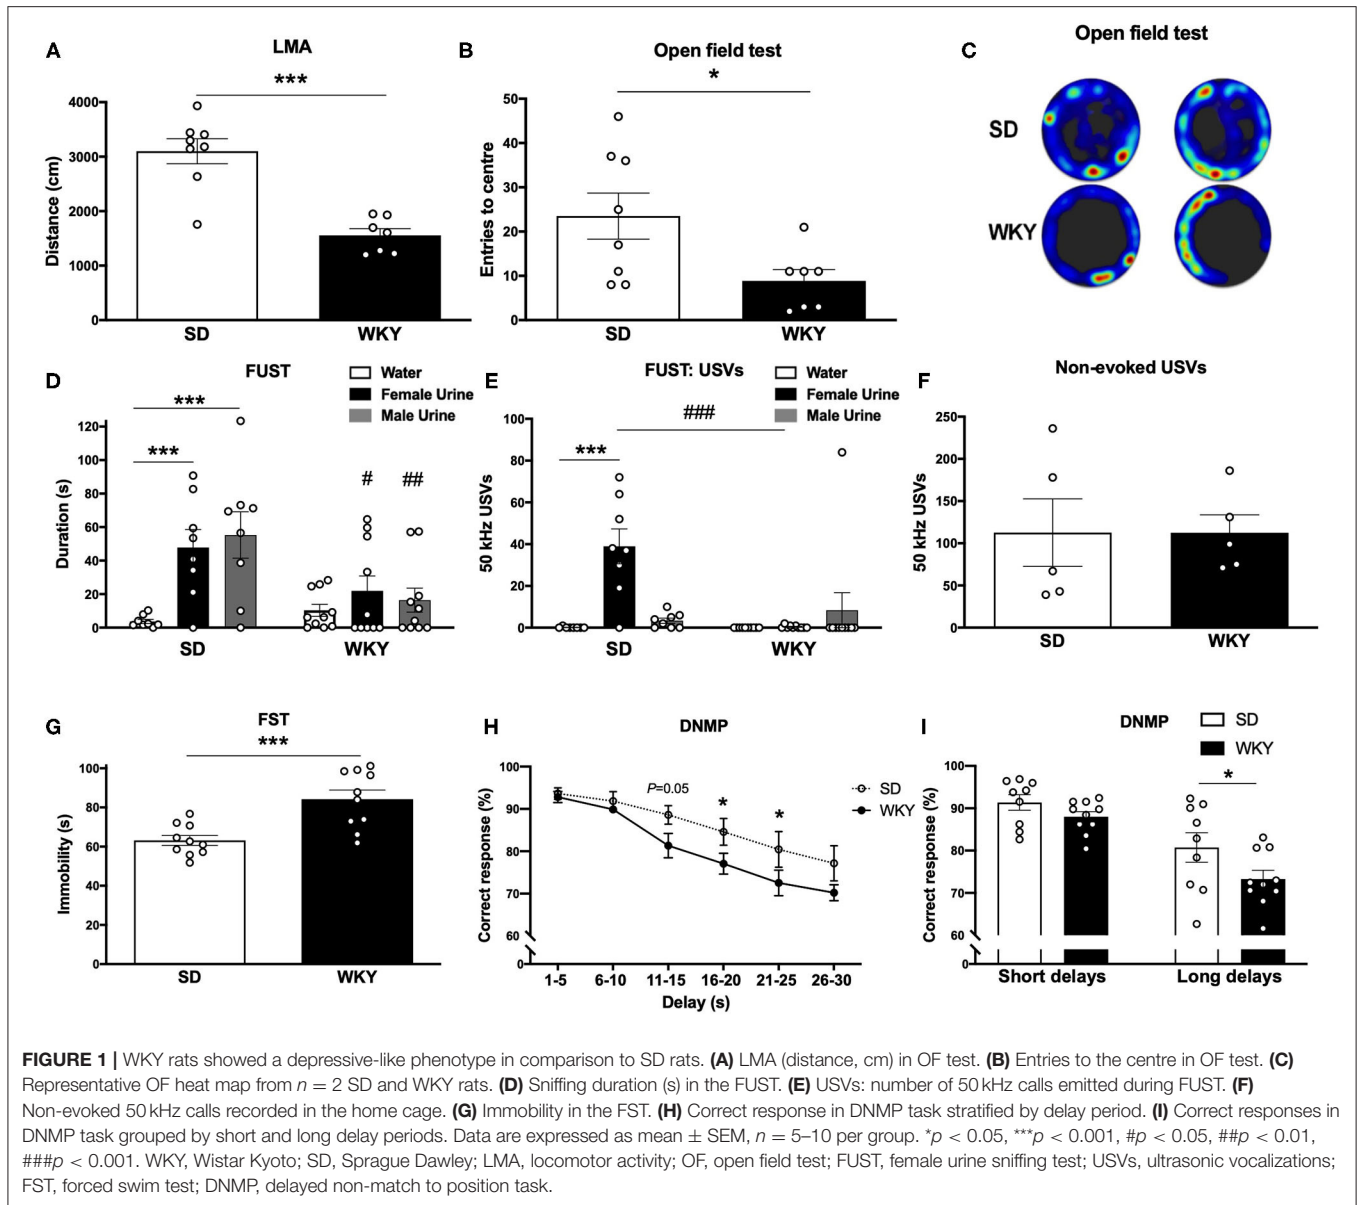 A
LMA
***
Distance (cm)
4000
3000
2000
1000
0
SD
WKY
B
Open field test
*
Entries to centre
50
40
30
20
10
0
SD
WKY
C
Open field test
SD
WKY
D
FUST
Water
Female Urine
Male Urine
***
***
#
##
Duration (s)
120
100
80
60
40
20
0
SD
WKY
E
FUST: USVs
Water
Female Urine
Male Urine
###
***
50 kHz USVs
100
80
60
40
20
0
SD
WKY
F
Non-evoked USVs
50 kHz USVs
250
200
150
100
50
0
SD
WKY
G
FST
***
Immobility (s)
100
80
60
40
20
0
SD
WKY
H
DNMP
P=0.05
*
*
SD
WKY
Correct response (%)
100
90
80
70
60
0
1-5
6-10
11-15
16-20
21-25
26-30
Delay (s)
I
DNMP
SD
WKY
*
Correct response (%)
100
90
80
70
60
0
Short delays
Long delays
FIGURE 1 | WKY rats showed a depressive-like phenotype in comparison to SD rats. (A) LMA (distance, cm) in OF test. (B) Entries to the centre in OF test. (C)
Representative OF heat map from n = 2 SD and WKY rats. (D) Sniffing duration (s) in the FUST. (E) USVs: number of 50 kHz calls emitted during FUST. (F)
Non-evoked 50 kHz calls recorded in the home cage. (G) Immobility in the FST. (H) Correct response in DNMP task stratified by delay period. (I) Correct responses in
DNMP task grouped by short and long delay periods. Data are expressed as mean ± SEM, n = 5–10 per group. *p < 0.05, ***p < 0.001, #p < 0.05, ##p < 0.01,
###p < 0.001. WKY, Wistar Kyoto; SD, Sprague Dawley; LMA, locomotor activity; OF, open field test; FUST, female urine sniffing test; USVs, ultrasonic vocalizations;
FST, forced swim test; DNMP, delayed non-match to position task.